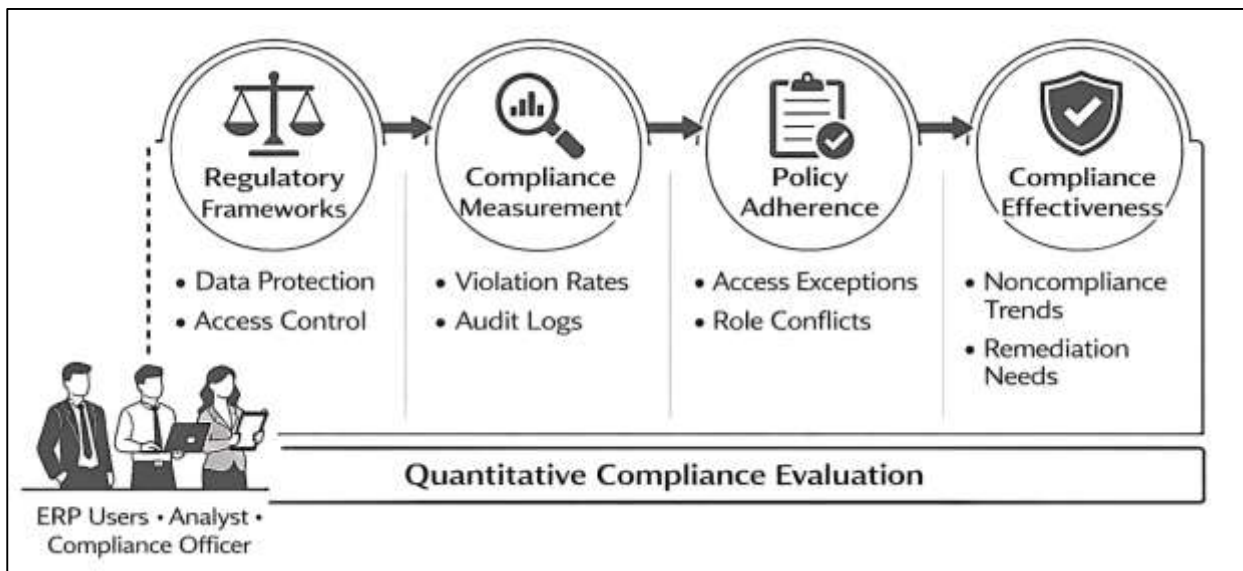 Regulatory
Frameworks
• Data Protection
• Access Control
Compliance
Measurement
• Violation Rates
• Audit Logs
Policy
Adherence
• Access Exceptions
• Role Conflicts
Compliance
Effectiveness
• Noncompliance
Trends
• Remediation
Needs
Quantitative Compliance Evaluation
ERP Users • Analyst •
Compliance Officer